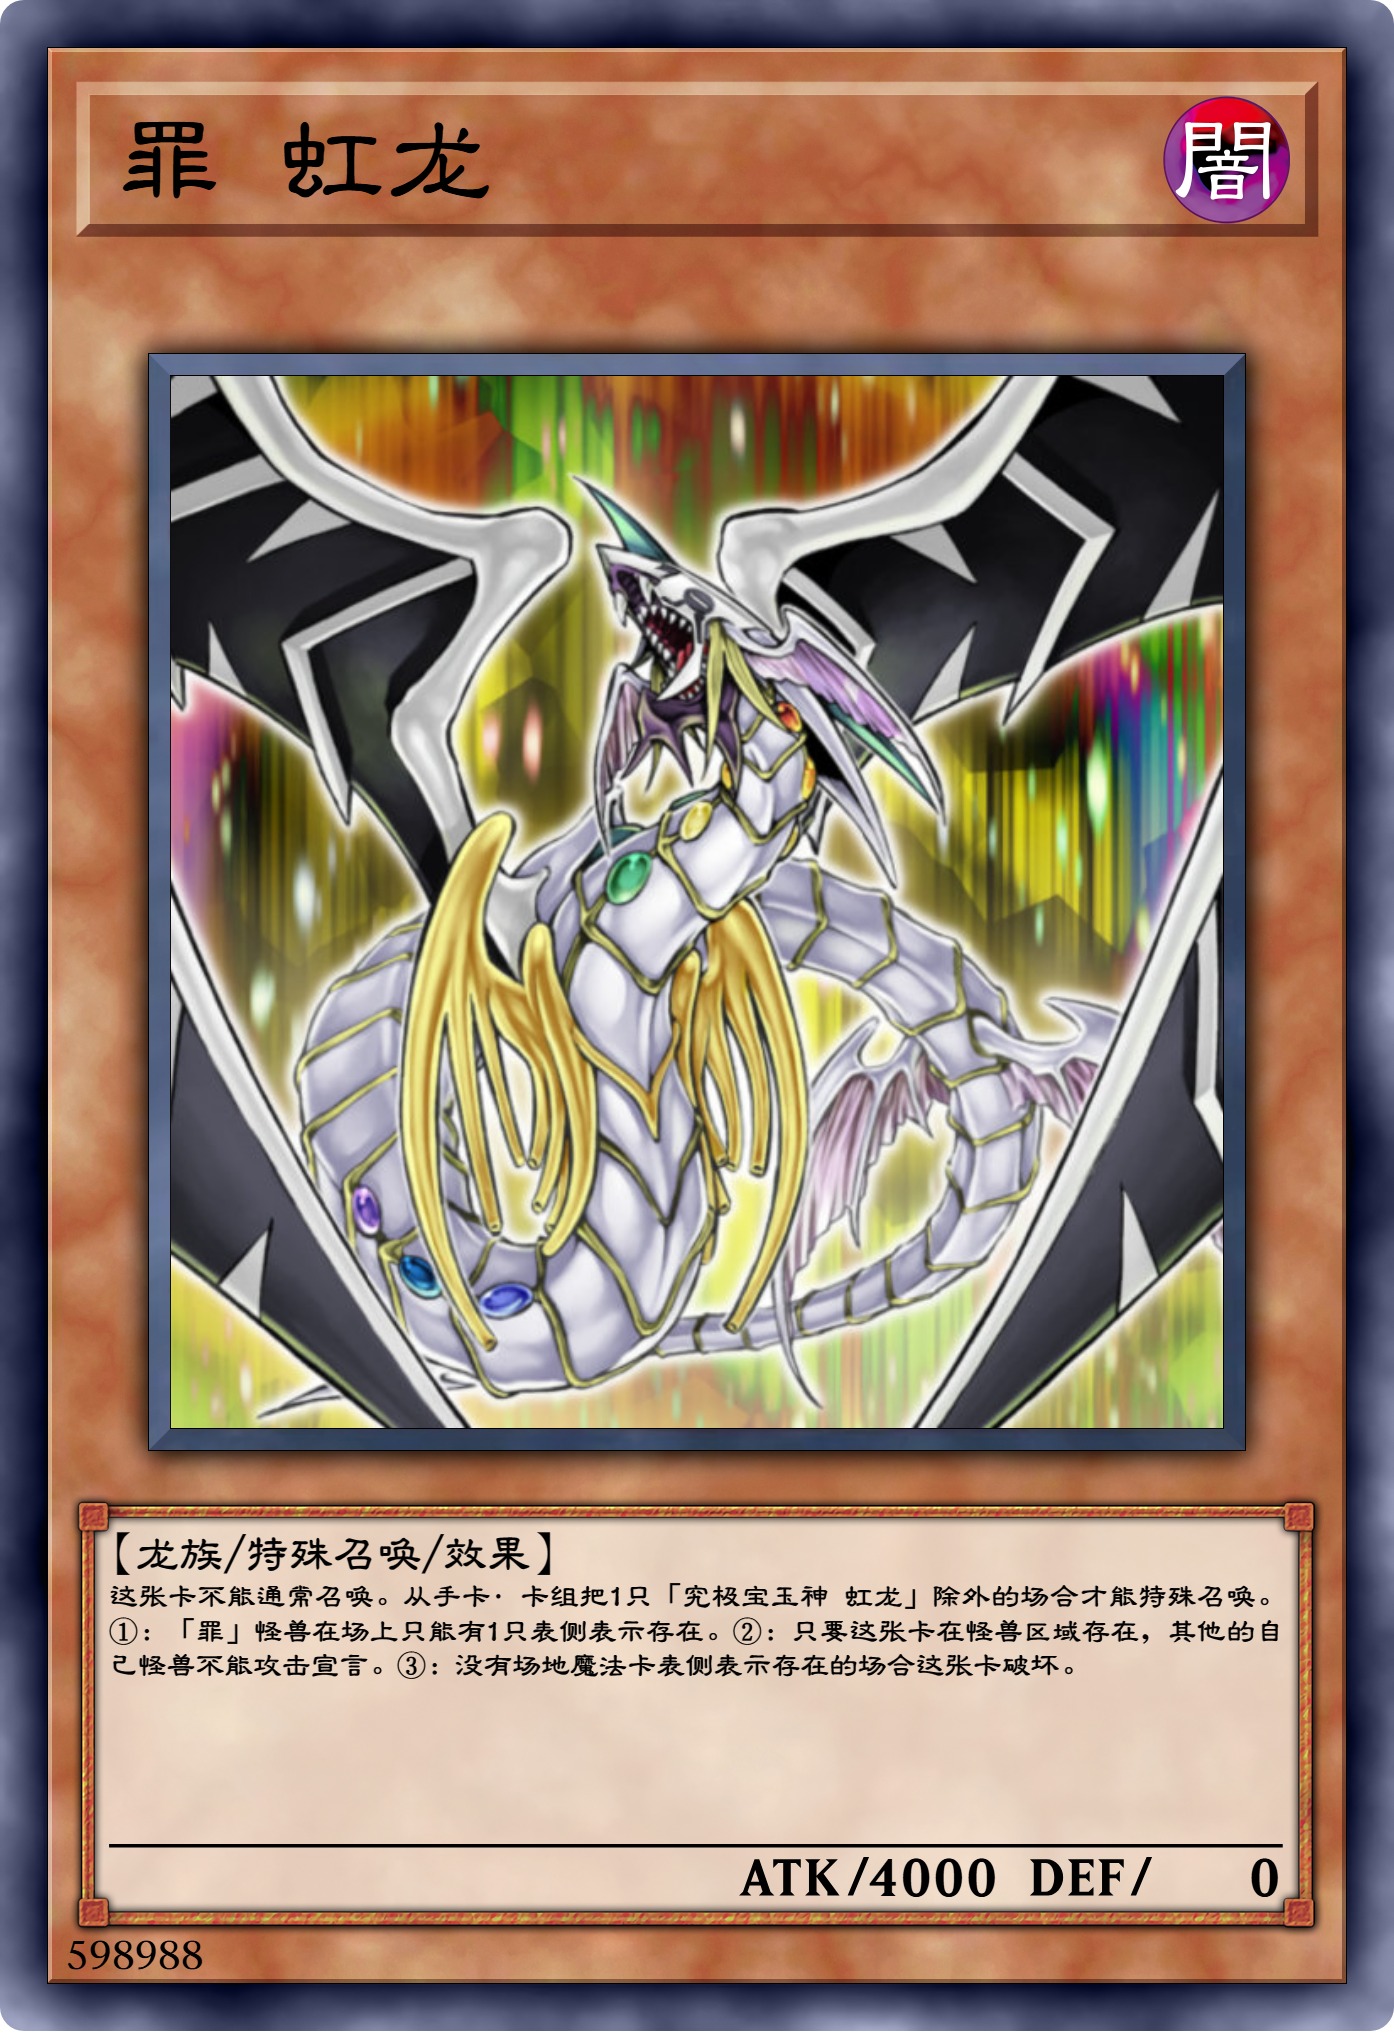 罪 虹龙
闇
【龙族/特殊召唤/效果】
这张卡不能通常召唤。从手卡·卡组把1只「究极宝玉神 虹龙」除外的场合才能特殊召唤。
①：「罪」怪兽在场上只能有1只表侧表示存在。②：只要这张卡在怪兽区域存在，其他的自
己怪兽不能攻击宣言。③：没有场地魔法卡表侧表示存在的场合这张卡破坏。
ATK/4000 DEF/ 0
598988